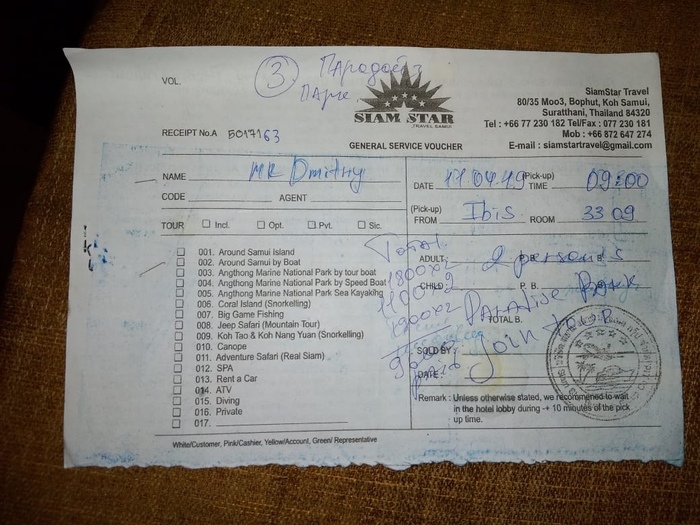 VOL.
3 Парадайз
Парк
SIAM STAR
TRAVEL SAMUI
SiamStar Travel
80/35 Moo3, Bophut, Koh Samui,
Suratthani, Thailand 84320
Tel : +66 77 230 182 Tel/Fax : 077 230 181
Mob : +66 872 647 274
E-mail : siamstartravel@gmail.com
RECEIPT No.A 5017163
GENERAL SERVICE VOUCHER
NAME MR Dmitriy
CODE AGENT
DATE 17.04.19 (Pick-up) TIME 09:00
(Pick-up) FROM Ibis ROOM 3309
TOUR Incl. Opt. Pvt. Sic.
001. Around Samui Island
002. Around Samui by Boat
003. Angthong Marine National Park by tour boat
004. Angthong Marine National Park by Speed Boat
005. Angthong Marine National Park Sea Kayaking
006. Coral Island (Snorkelling)
007. Big Game Fishing
008. Jeep Safari (Mountain Tour)
009. Koh Tao & Koh Nang Yuan (Snorkelling)
010. Canope
011. Adventure Safari (Real Siam)
012. SPA
013. Rent a Car
014. ATV
015. Diving
016. Private
017.
Total
1800x2
1100x2
1900x2
ADULT 2 persons
CHILD P. B.
Paradise Park
TOTAL B.
Join Tour
SOLD BY
DATE
Remark : Unless otherwise stated, we recommened to wait
in the hotel lobby during -+ 10 minutes of the pick
up time.
White/Customer, Pink/Cashier, Yellow/Account, Green/ Representative